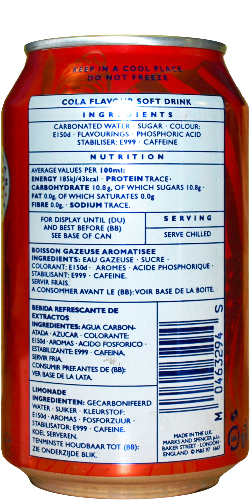 KEEP IN A COOL PLACE
DO NOT FREEZE
COLA FLAVOUR SOFT DRINK
INGREDIENTS
CARBONATED WATER · SUGAR · COLOUR:
E150d · FLAVOURINGS · PHOSPHORIC ACID
STABILISER: E999 · CAFFEINE
NUTRITION
AVERAGE VALUES PER 100ml:
ENERGY 185kJ/43kcal · PROTEIN TRACE·
CARBOHYDRATE 10.8g, OF WHICH SUGARS 10.8g ·
FAT 0.0g, OF WHICH SATURATES 0.0g
FIBRE 0.0g · SODIUM TRACE.
FOR DISPLAY UNTIL (DU)
AND BEST BEFORE (BB)
SEE BASE OF CAN
SERVING
SERVE CHILLED
BOISSON GAZEUSE AROMATISEE
INGREDIENTS: EAU GAZEUSE · SUCRE ·
COLORANT: E150d · AROMES · ACIDE PHOSPHORIQUE ·
STABILISANT: E999 · CAFEINE.
SERVIR FRAIS.
A CONSOMMER AVANT LE (BB): VOIR BASE DE LA BOITE.
BEBIDA REFRESCANTE DE
EXTRACTOS
INGREDIENTES: AGUA CARBON-
ATADA · AZUCAR · COLORANTE:
E150d · AROMAS · ACIDO FOSFORICO ·
ESTABILIZANTE: E999 · CAFEINA.
SERVIR FRIA.
CONSUMIR PREF. ANTES DE (BB):
VER BASE DE LA LATA.
LIMONADE
INGREDIENTEN: GECARBONIFEERD
WATER · SUIKER · KLEURSTOF:
E150d · AROMAS · FOSFORZUUR ·
STABILISATOR: E999 · CAFFEINE.
KOEL SERVEREN.
TENMINSTE HOUDBAAR TOT (BB):
ZIE ONDERZIJDE BLIK.
M 0463294 S
MADE IN THE U.K.
MARKS AND SPENCER p.l.c.
BAKER STREET · LONDON ·
ENGLAND © M&S 97 1667